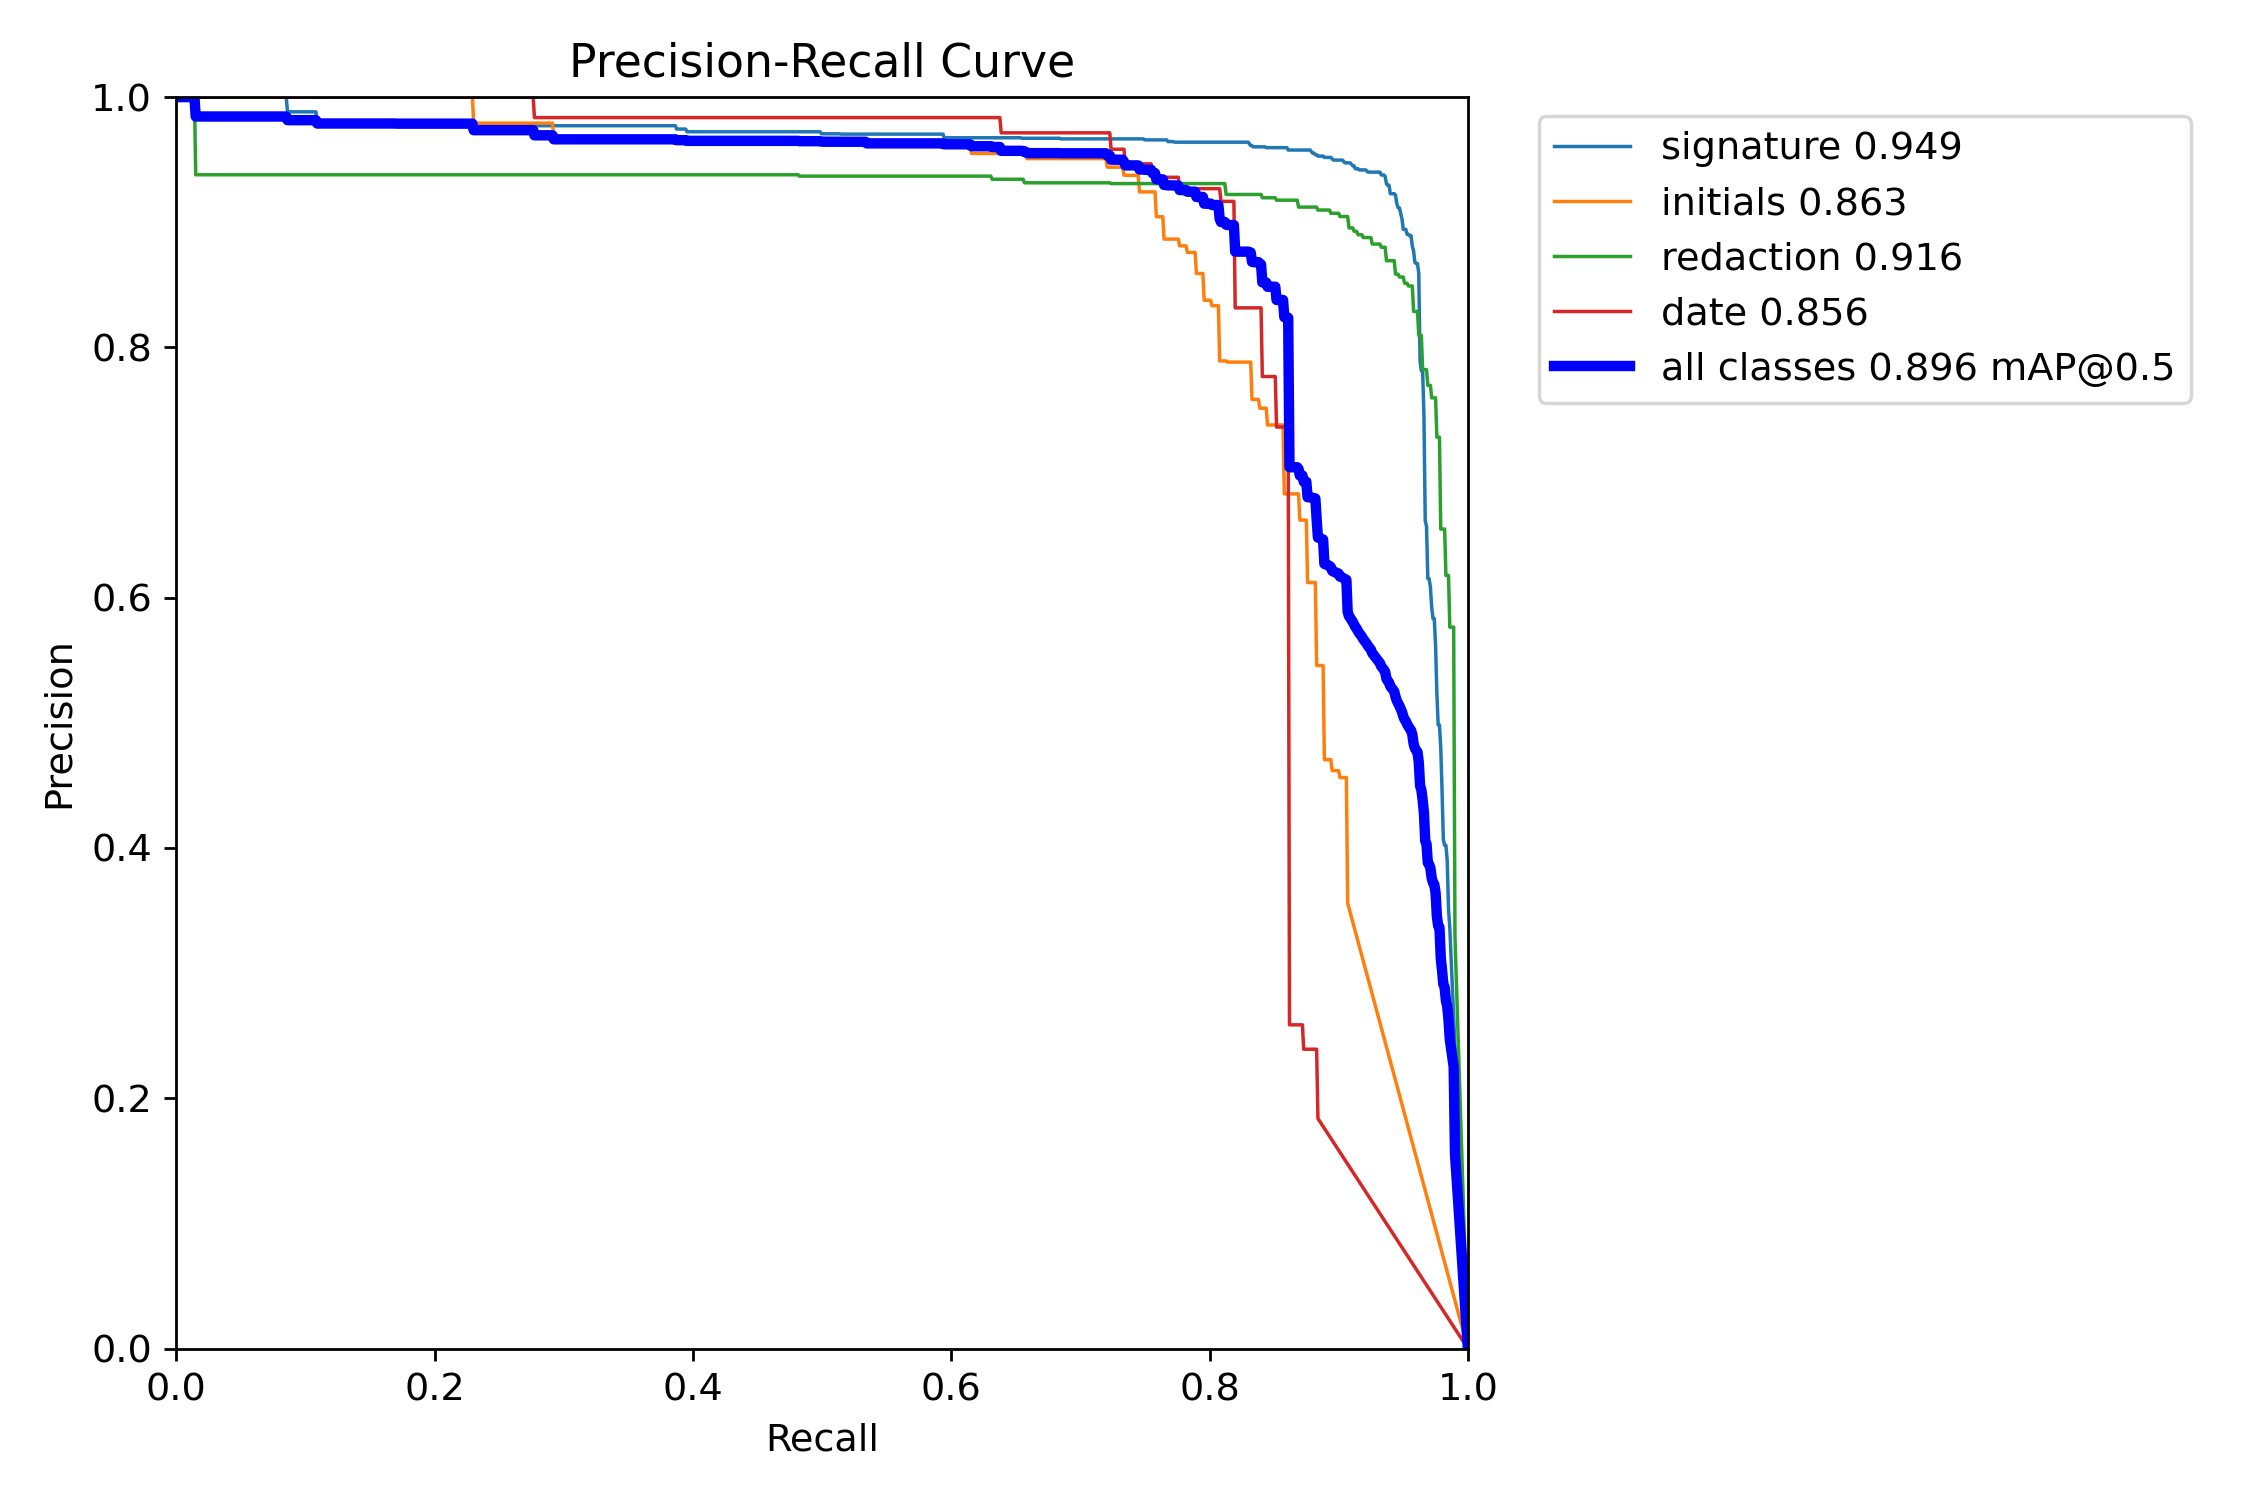 Precision-Recall Curve
1.0
0.8
0.6
0.4
0.2
0.0
Precision
0.0 0.2 0.4 0.6 0.8 1.0
Recall
signature 0.949
initials 0.863
redaction 0.916
date 0.856
all classes 0.896 mAP@0.5